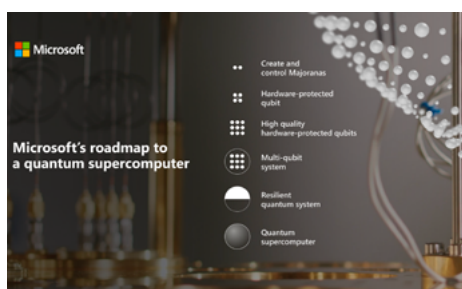 Microsoft
Microsoft's roadmap to
a quantum supercomputer
Create and
control Majoranas
Hardware-protected
qubit
High quality
hardware-protected qubits
Multi-qubit
system
Resilient
quantum system
Quantum
supercomputer